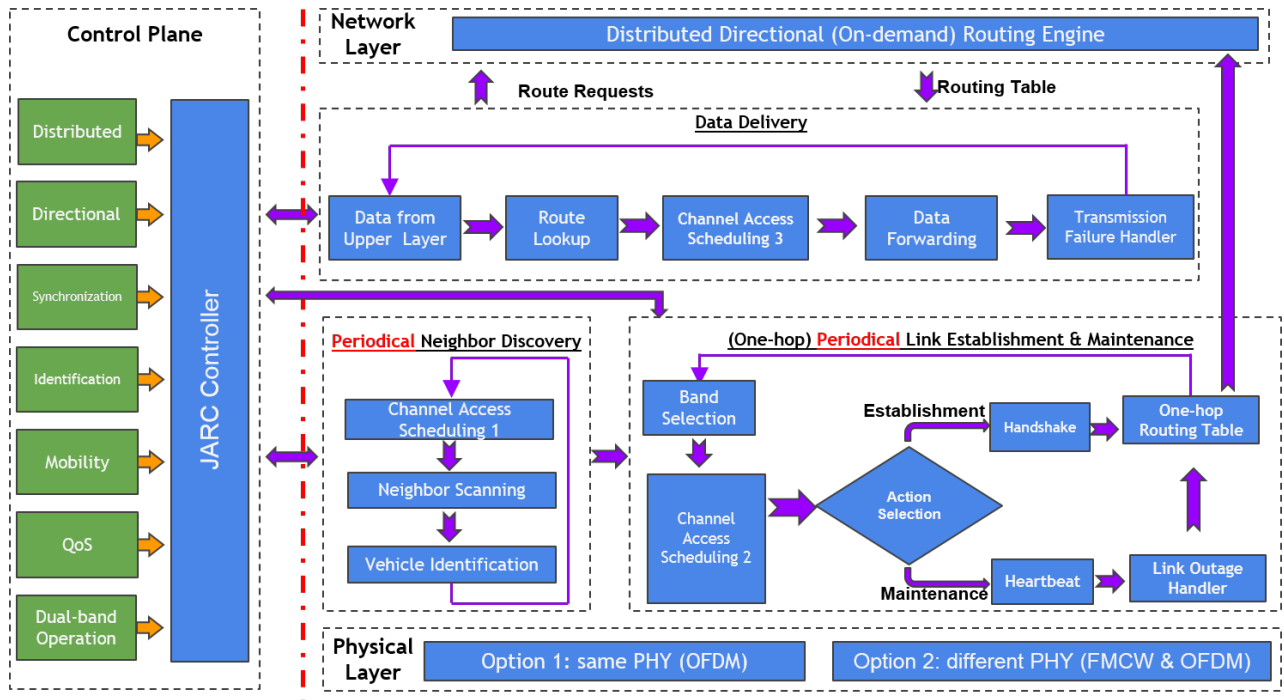 Control Plane
Distributed
Directional
Synchronization
Identification
Mobility
QoS
Dual-band
Operation
JARC Controller
Network
Layer
Distributed Directional (On-demand) Routing Engine
Route Requests
Routing Table
Data Delivery
Data from
Upper Layer
Route
Lookup
Channel Access
Scheduling 3
Data
Forwarding
Transmission
Failure Handler
Periodical Neighbor Discovery
Channel Access
Scheduling 1
Neighbor Scanning
Vehicle Identification
(One-hop) Periodical Link Establishment & Maintenance
Band
Selection
Channel
Access
Scheduling 2
Action
Selection
Establishment
Handshake
One-hop
Routing Table
Maintenance
Heartbeat
Link Outage
Handler
Physical
Layer
Option 1: same PHY (OFDM)
Option 2: different PHY (FMCW & OFDM)